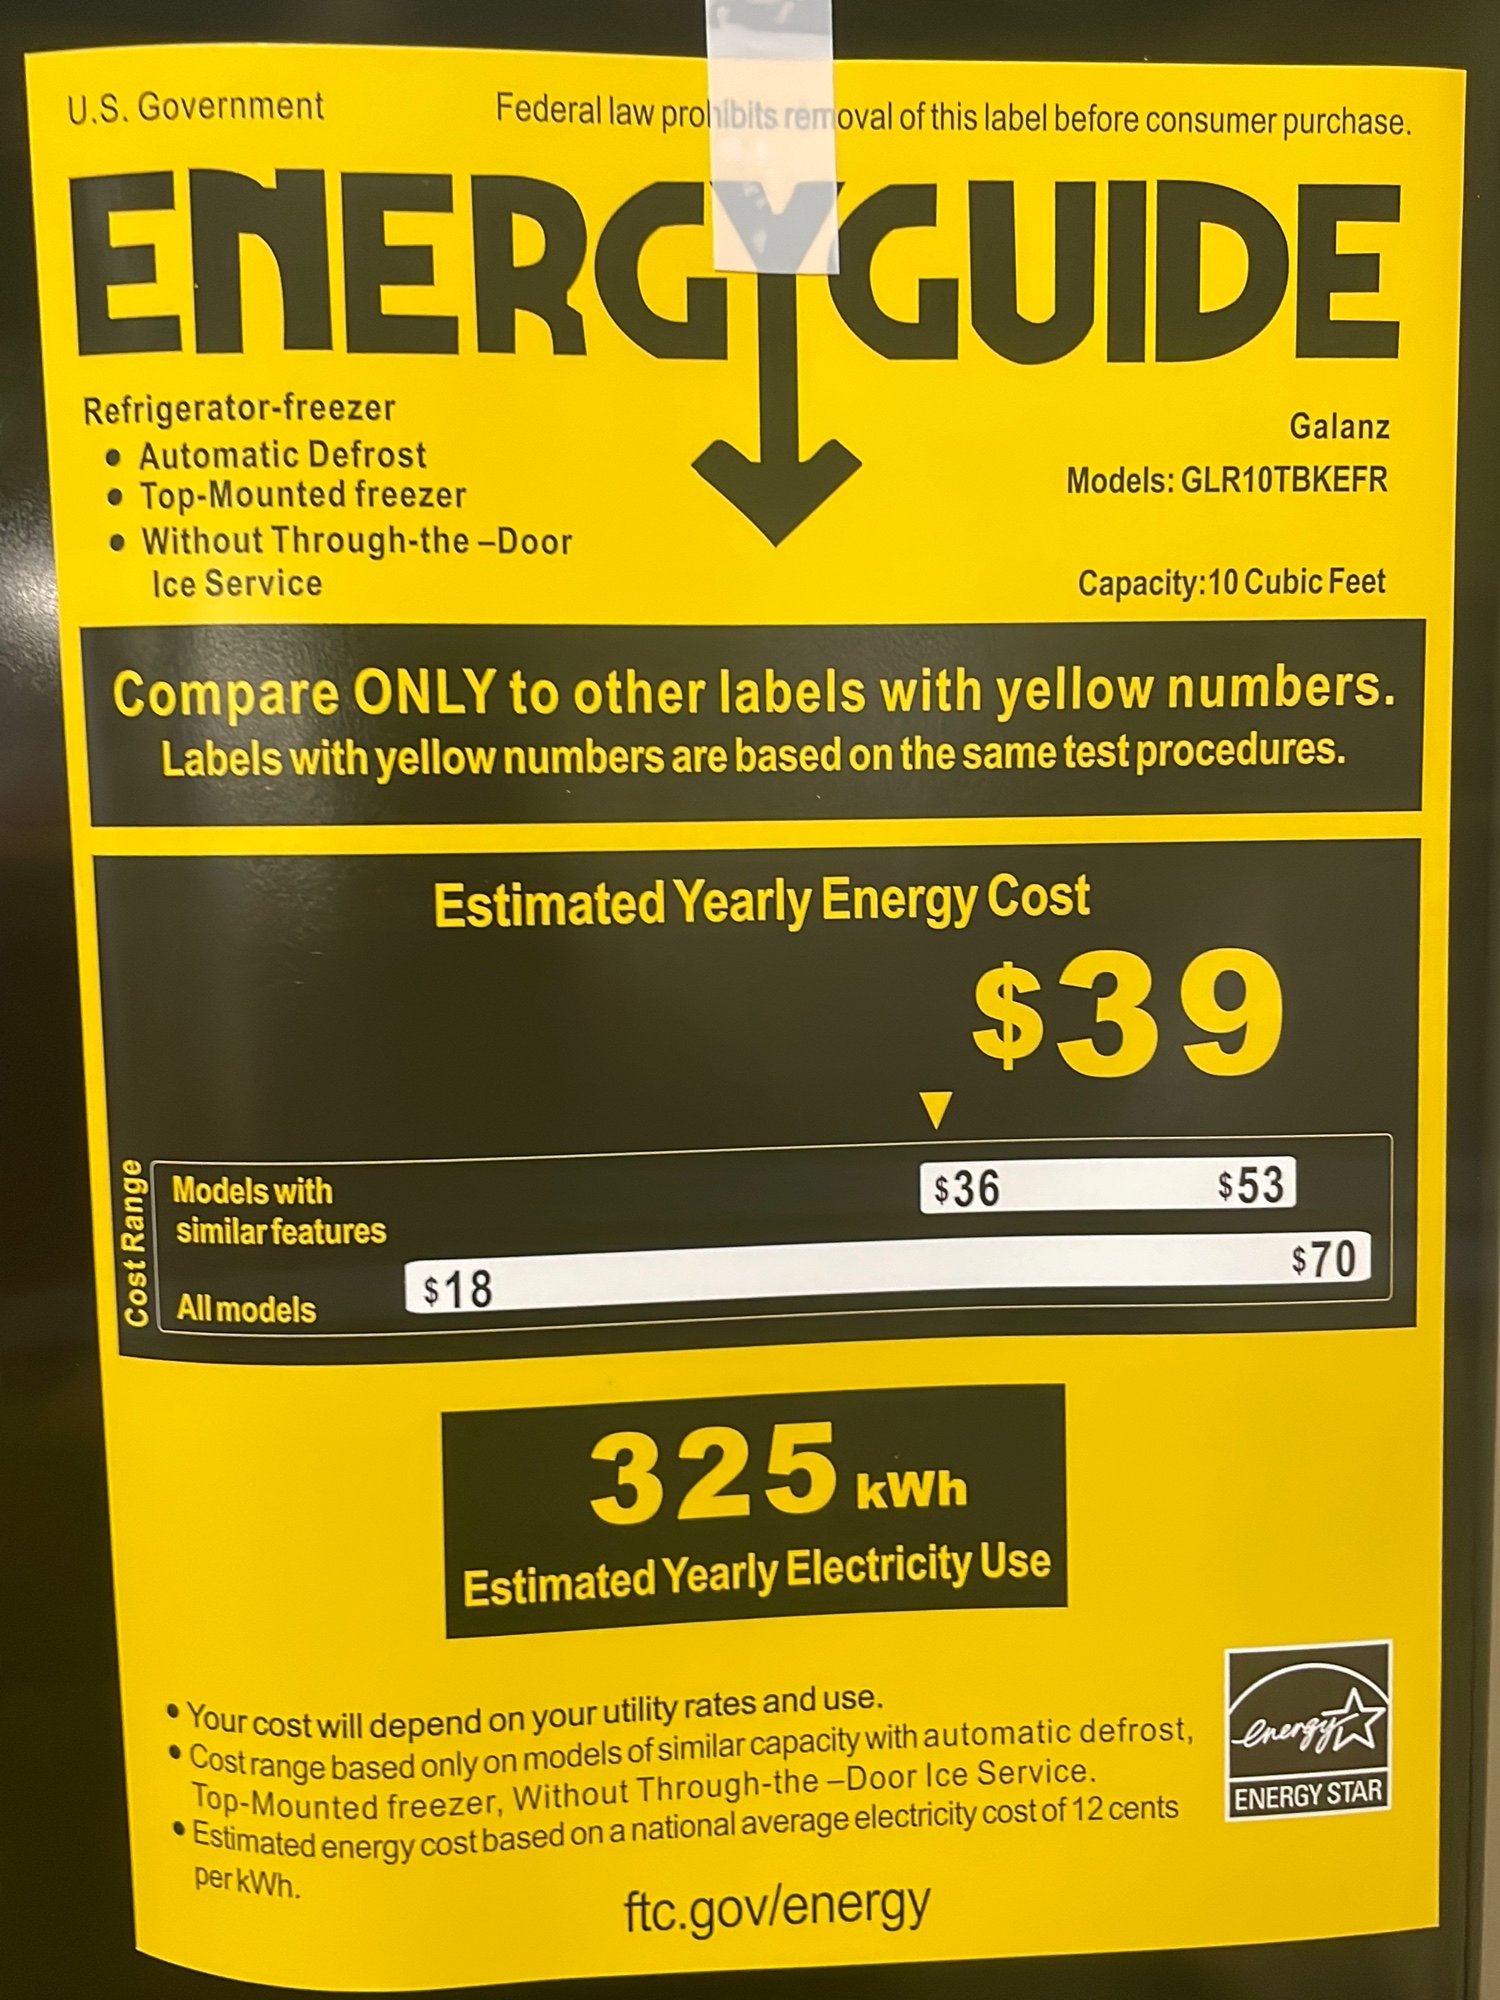 U.S. Government
Federal law prohibits removal of this label before consumer purchase.
ENERGYGUIDE
Refrigerator-freezer
• Automatic Defrost
• Top-Mounted freezer
• Without Through-the –Door
Ice Service
Galanz
Models: GLR10TBKEFR
Capacity:10 Cubic Feet
Compare ONLY to other labels with yellow numbers.
Labels with yellow numbers are based on the same test procedures.
Estimated Yearly Energy Cost
$39
Cost Range
Models with
similar features
$36 $53
All models
$18 $70
325 kWh
Estimated Yearly Electricity Use
• Your cost will depend on your utility rates and use.
• Cost range based only on models of similar capacity with automatic defrost,
Top-Mounted freezer, Without Through-the –Door Ice Service.
• Estimated energy cost based on a national average electricity cost of 12 cents
per kWh.
energy
ENERGY STAR
ftc.gov/energy